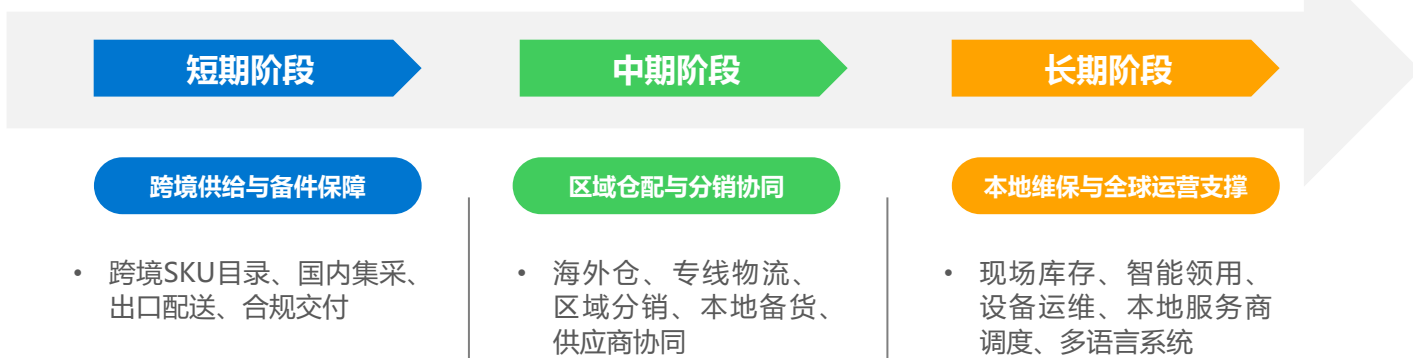 短期阶段
中期阶段
长期阶段
跨境供给与备件保障
区域仓配与分销协同
本地维保与全球运营支撑
• 跨境SKU目录、国内集采、
出口配送、合规交付
• 海外仓、专线物流、
区域分销、本地备货、
供应商协同
• 现场库存、智能领用、
设备运维、本地服务商
调度、多语言系统